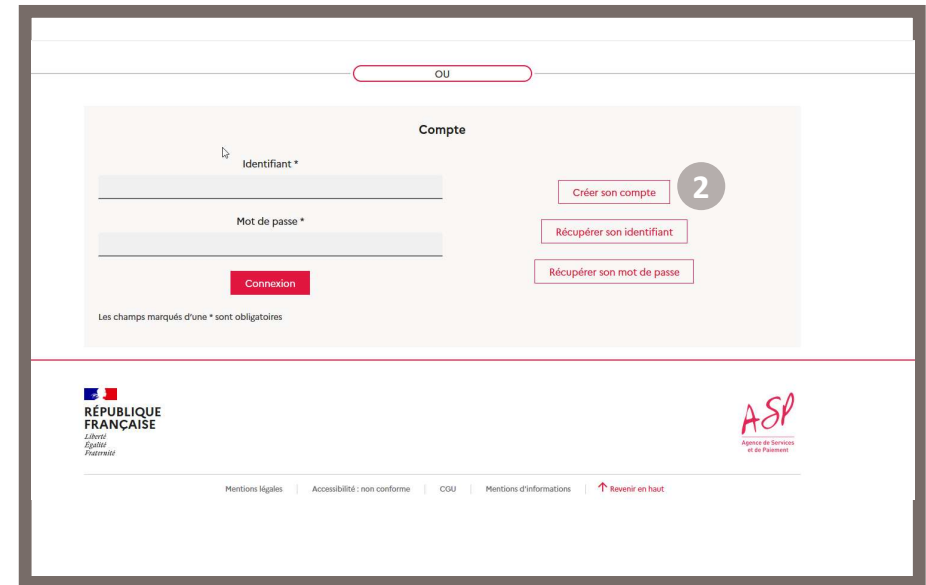 OU
Compte
Identifiant *
Créer son compte
2
Mot de passe *
Récupérer son identifiant
Récupérer son mot de passe
Connexion
Les champs marqués d'une * sont obligatoires
RÉPUBLIQUE
FRANÇAISE
Liberté
Égalité
Fraternité
ASP
Agence de Services
et de Paiement
Mentions légales
Accessibilité : non conforme
CGU
Mentions d'informations
Revenir en haut